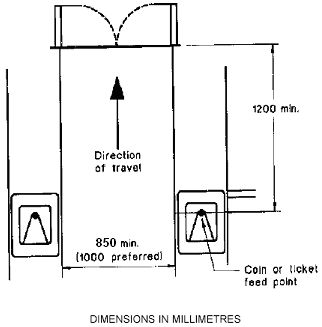 1200 min.
Direction
of travel
850 min.
(1000 preferred)
Coin or ticket
feed point
DIMENSIONS IN MILLIMETRES